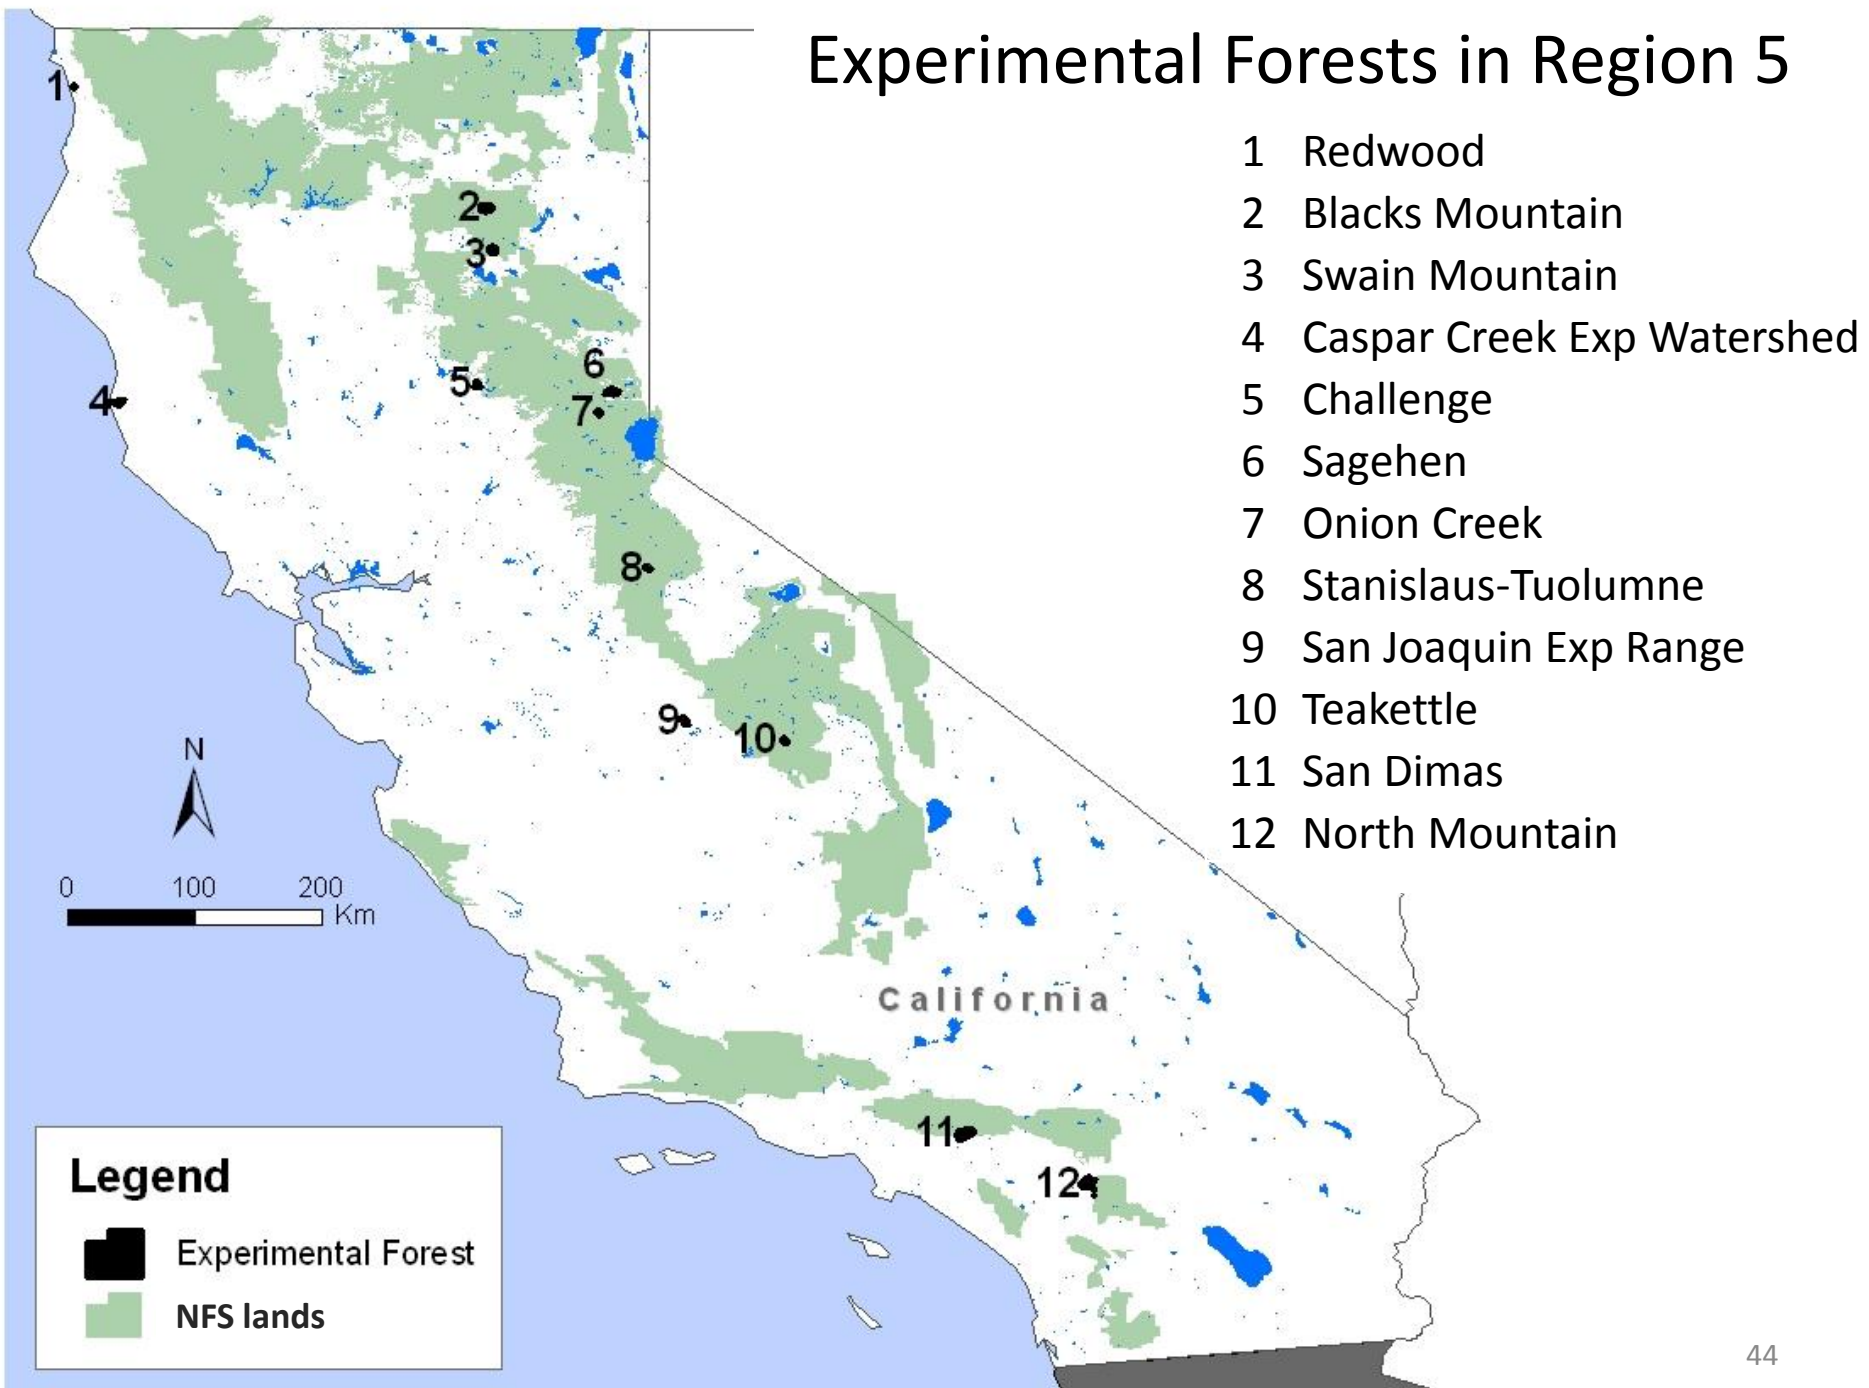 Experimental Forests in Region 5
1 Redwood
2 Blacks Mountain
3 Swain Mountain
4 Caspar Creek Exp Watershed
5 Challenge
6 Sagehen
7 Onion Creek
8 Stanislaus-Tuolumne
9 San Joaquin Exp Range
10 Teakettle
11 San Dimas
12 North Mountain
1
2
3
6
5
4
7
8
9
10
N
0 100 200
Km
California
11
12
Legend
Experimental Forest
NFS lands
44